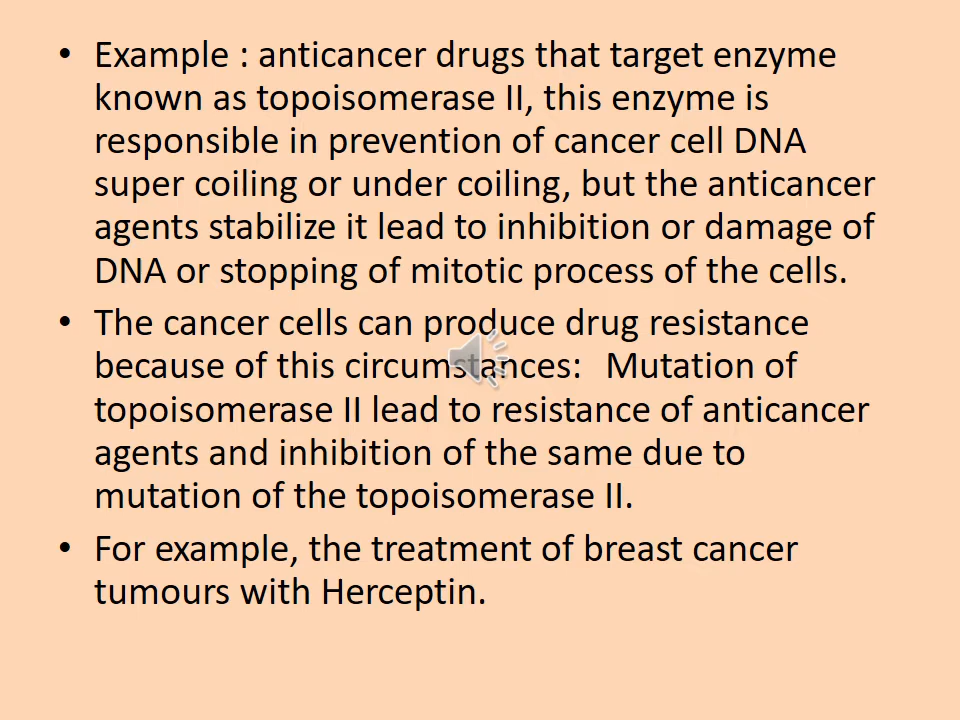 • Example : anticancer drugs that target enzyme
known as topoisomerase II, this enzyme is
responsible in prevention of cancer cell DNA
super coiling or under coiling, but the anticancer
agents stabilize it lead to inhibition or damage of
DNA or stopping of mitotic process of the cells.
• The cancer cells can produce drug resistance
because of this circumstances:   Mutation of
topoisomerase II lead to resistance of anticancer
agents and inhibition of the same due to
mutation of the topoisomerase II.
• For example, the treatment of breast cancer
tumours with Herceptin.